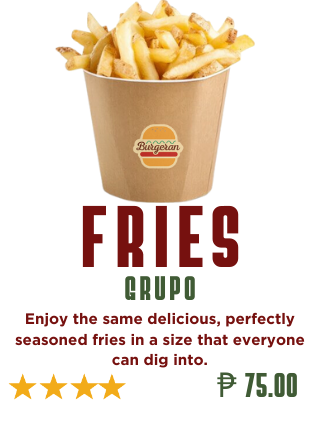 Burgeran
FRIES
GRUPO
Enjoy the same delicious, perfectly
seasoned fries in a size that everyone
can dig into.
₱ 75.00